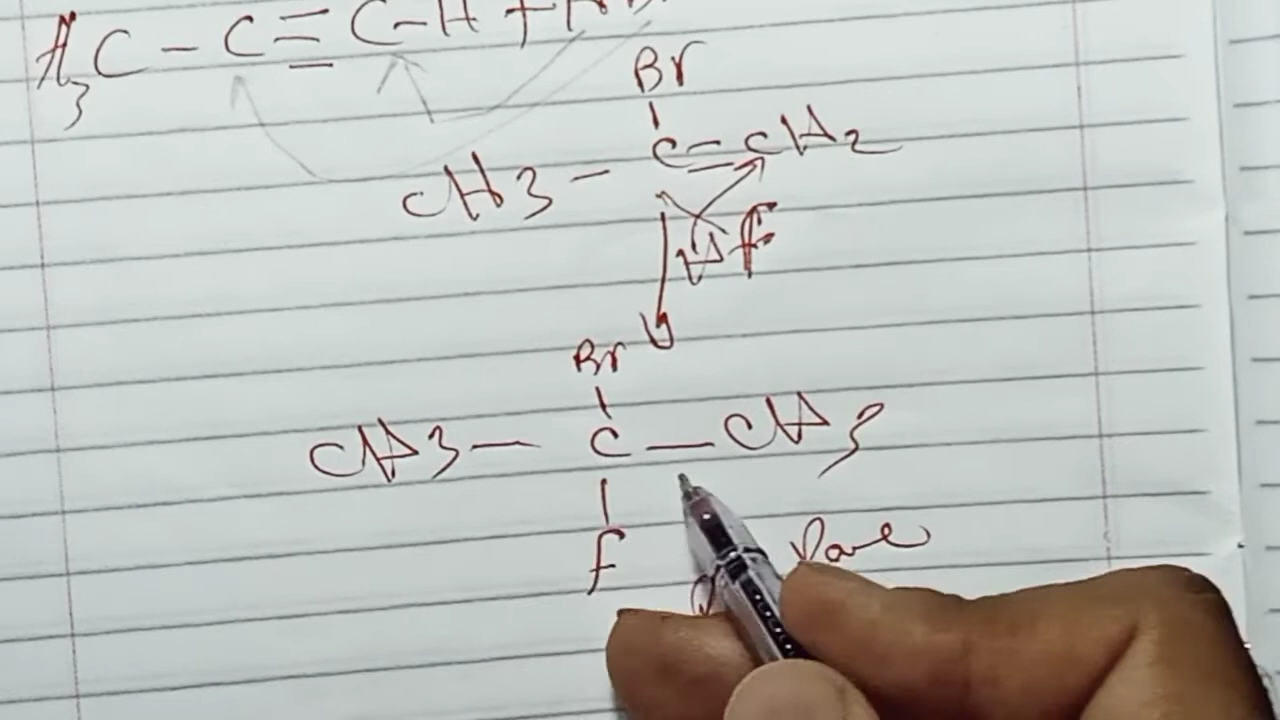 H3C - C ≡ C - H +
Br
CH3 - C = CH2
HF
Br
CH3 - C - CH3
F